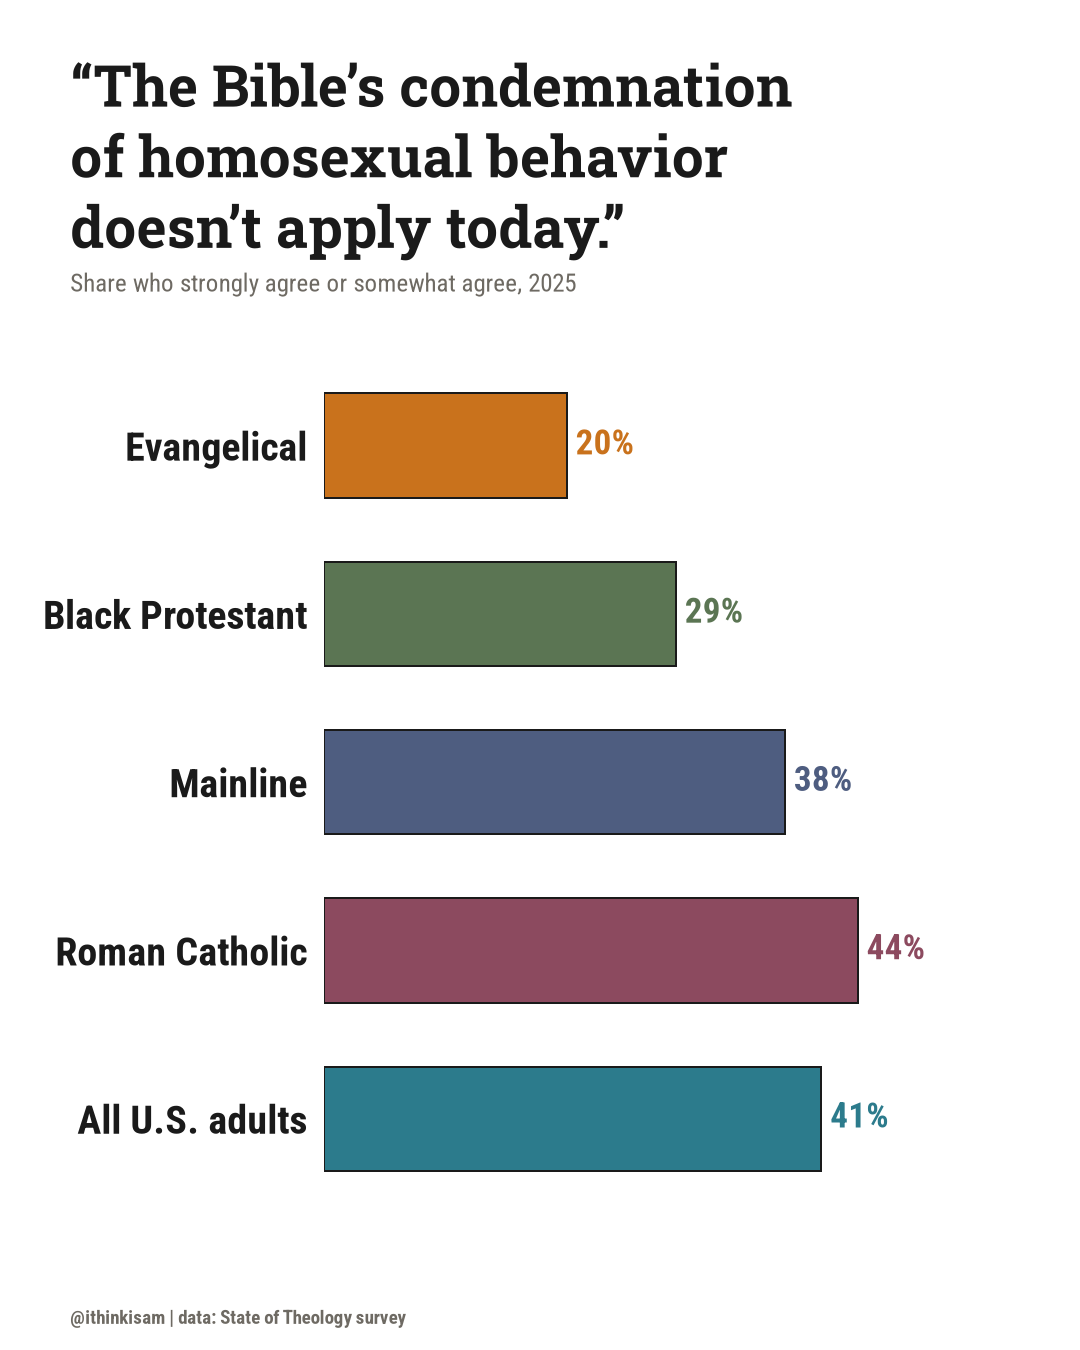 “The Bible’s condemnation
of homosexual behavior
doesn’t apply today.”
Share who strongly agree or somewhat agree, 2025
Evangelical 20%
Black Protestant 29%
Mainline 38%
Roman Catholic 44%
All U.S. adults 41%
@ithinkisam | data: State of Theology survey